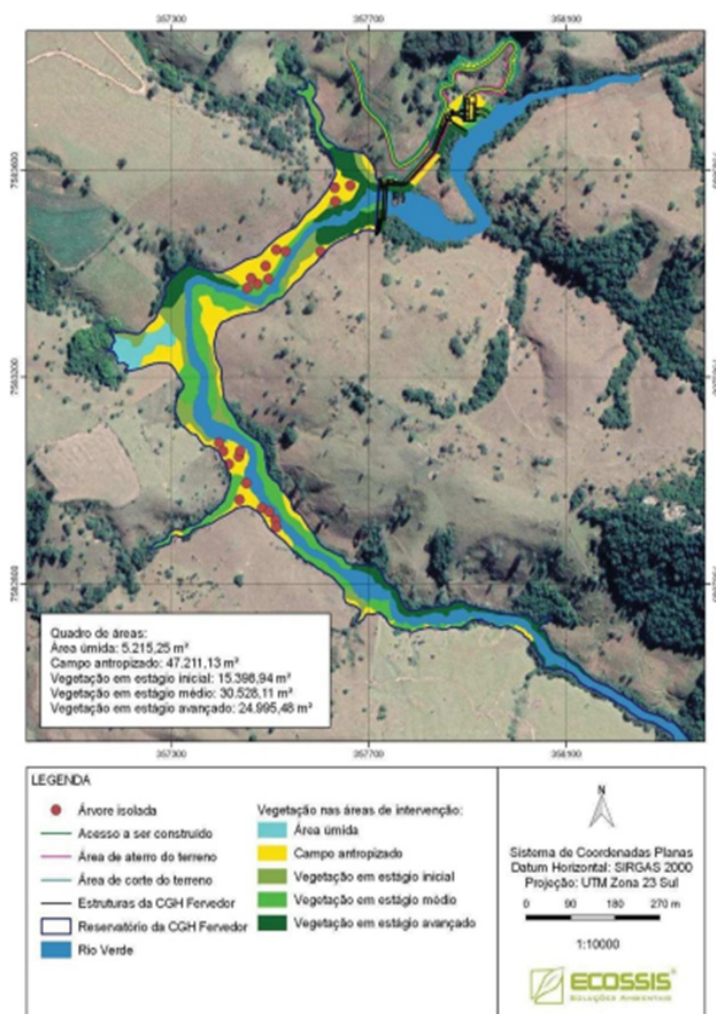 357300 357700 358100
Quadro de áreas:
Área úmida: 5.215,25 m²
Campo antropizado: 47.211,13 m²
Vegetação em estágio inicial: 15.398,94 m²
Vegetação em estágio médio: 30.528,11 m²
Vegetação em estágio avançado: 24.995,48 m²
357300 357700 358100
LEGENDA
Árvore isolada
Acesso a ser construído
Área de aterro do terreno
Área de corte do terreno
Estruturas da CGH Fervedor
Reservatório da CGH Fervedor
Rio Verde
Vegetação nas áreas de intervenção:
Área úmida
Campo antropizado
Vegetação em estágio inicial
Vegetação em estágio médio
Vegetação em estágio avançado
N
Sistema de Coordenadas Planas
Datum Horizontal: SIRGAS 2000
Projeção: UTM Zona 23 Sul
0 90 180 270 m
1:10000
ECOSSIS
SOLUÇÕES AMBIENTAIS